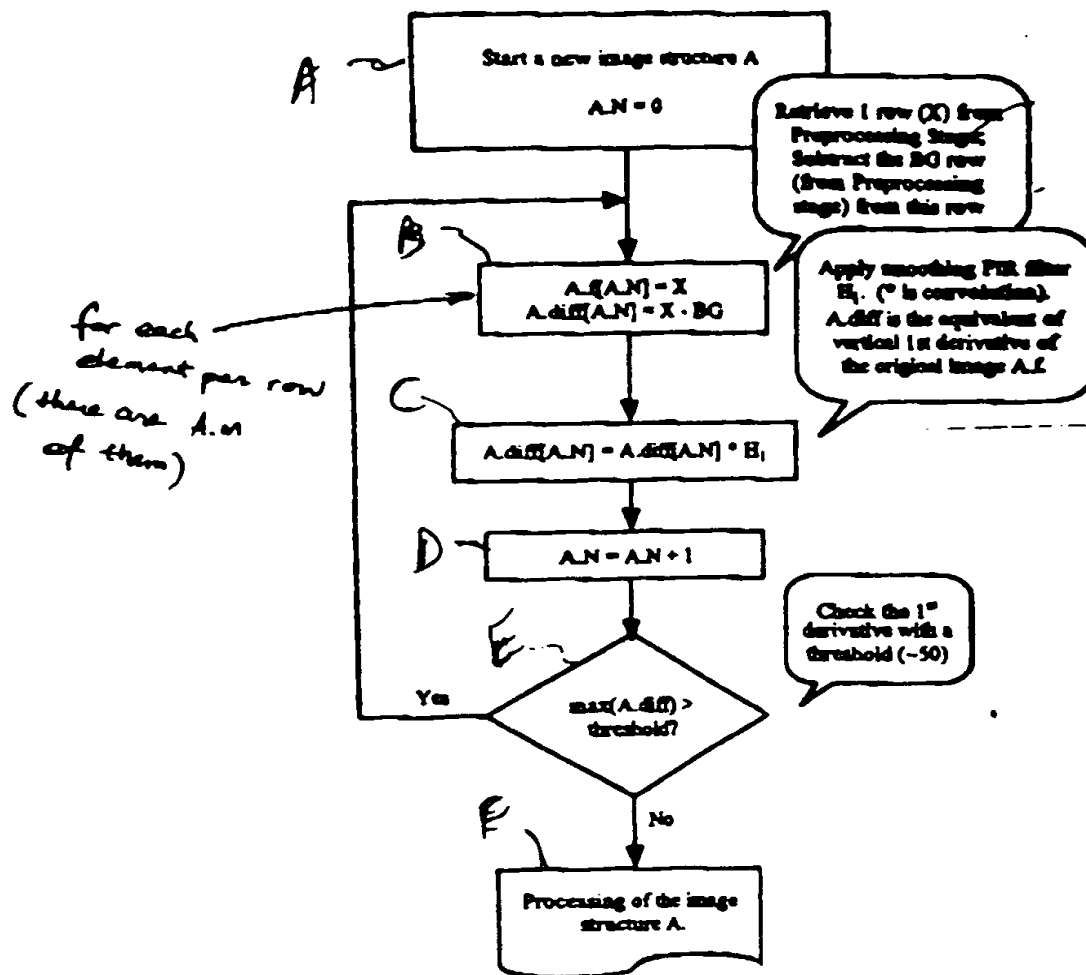 A
Start a new image structure A
A.N = 0
Retrieve 1 row (X) from
Preprocessing Stage;
Subtract the BG row
(from Preprocessing
stage) from this row
B
A.f[A.N] = X
A.diff[A.N] = X - BG
Apply smoothing FIR filter
H₁. (* is convolution).
A.diff is the equivalent of
vertical 1st derivative of
the original image A.f.
for each
element per row
(there are A.n
of them)
C
A.diff[A.N] = A.diff[A.N] * H₁
D
A.N = A.N + 1
Check the 1st
derivative with a
threshold (~50)
E
Yes
max(A.diff) >
threshold?
No
F
Processing of the image
structure A.